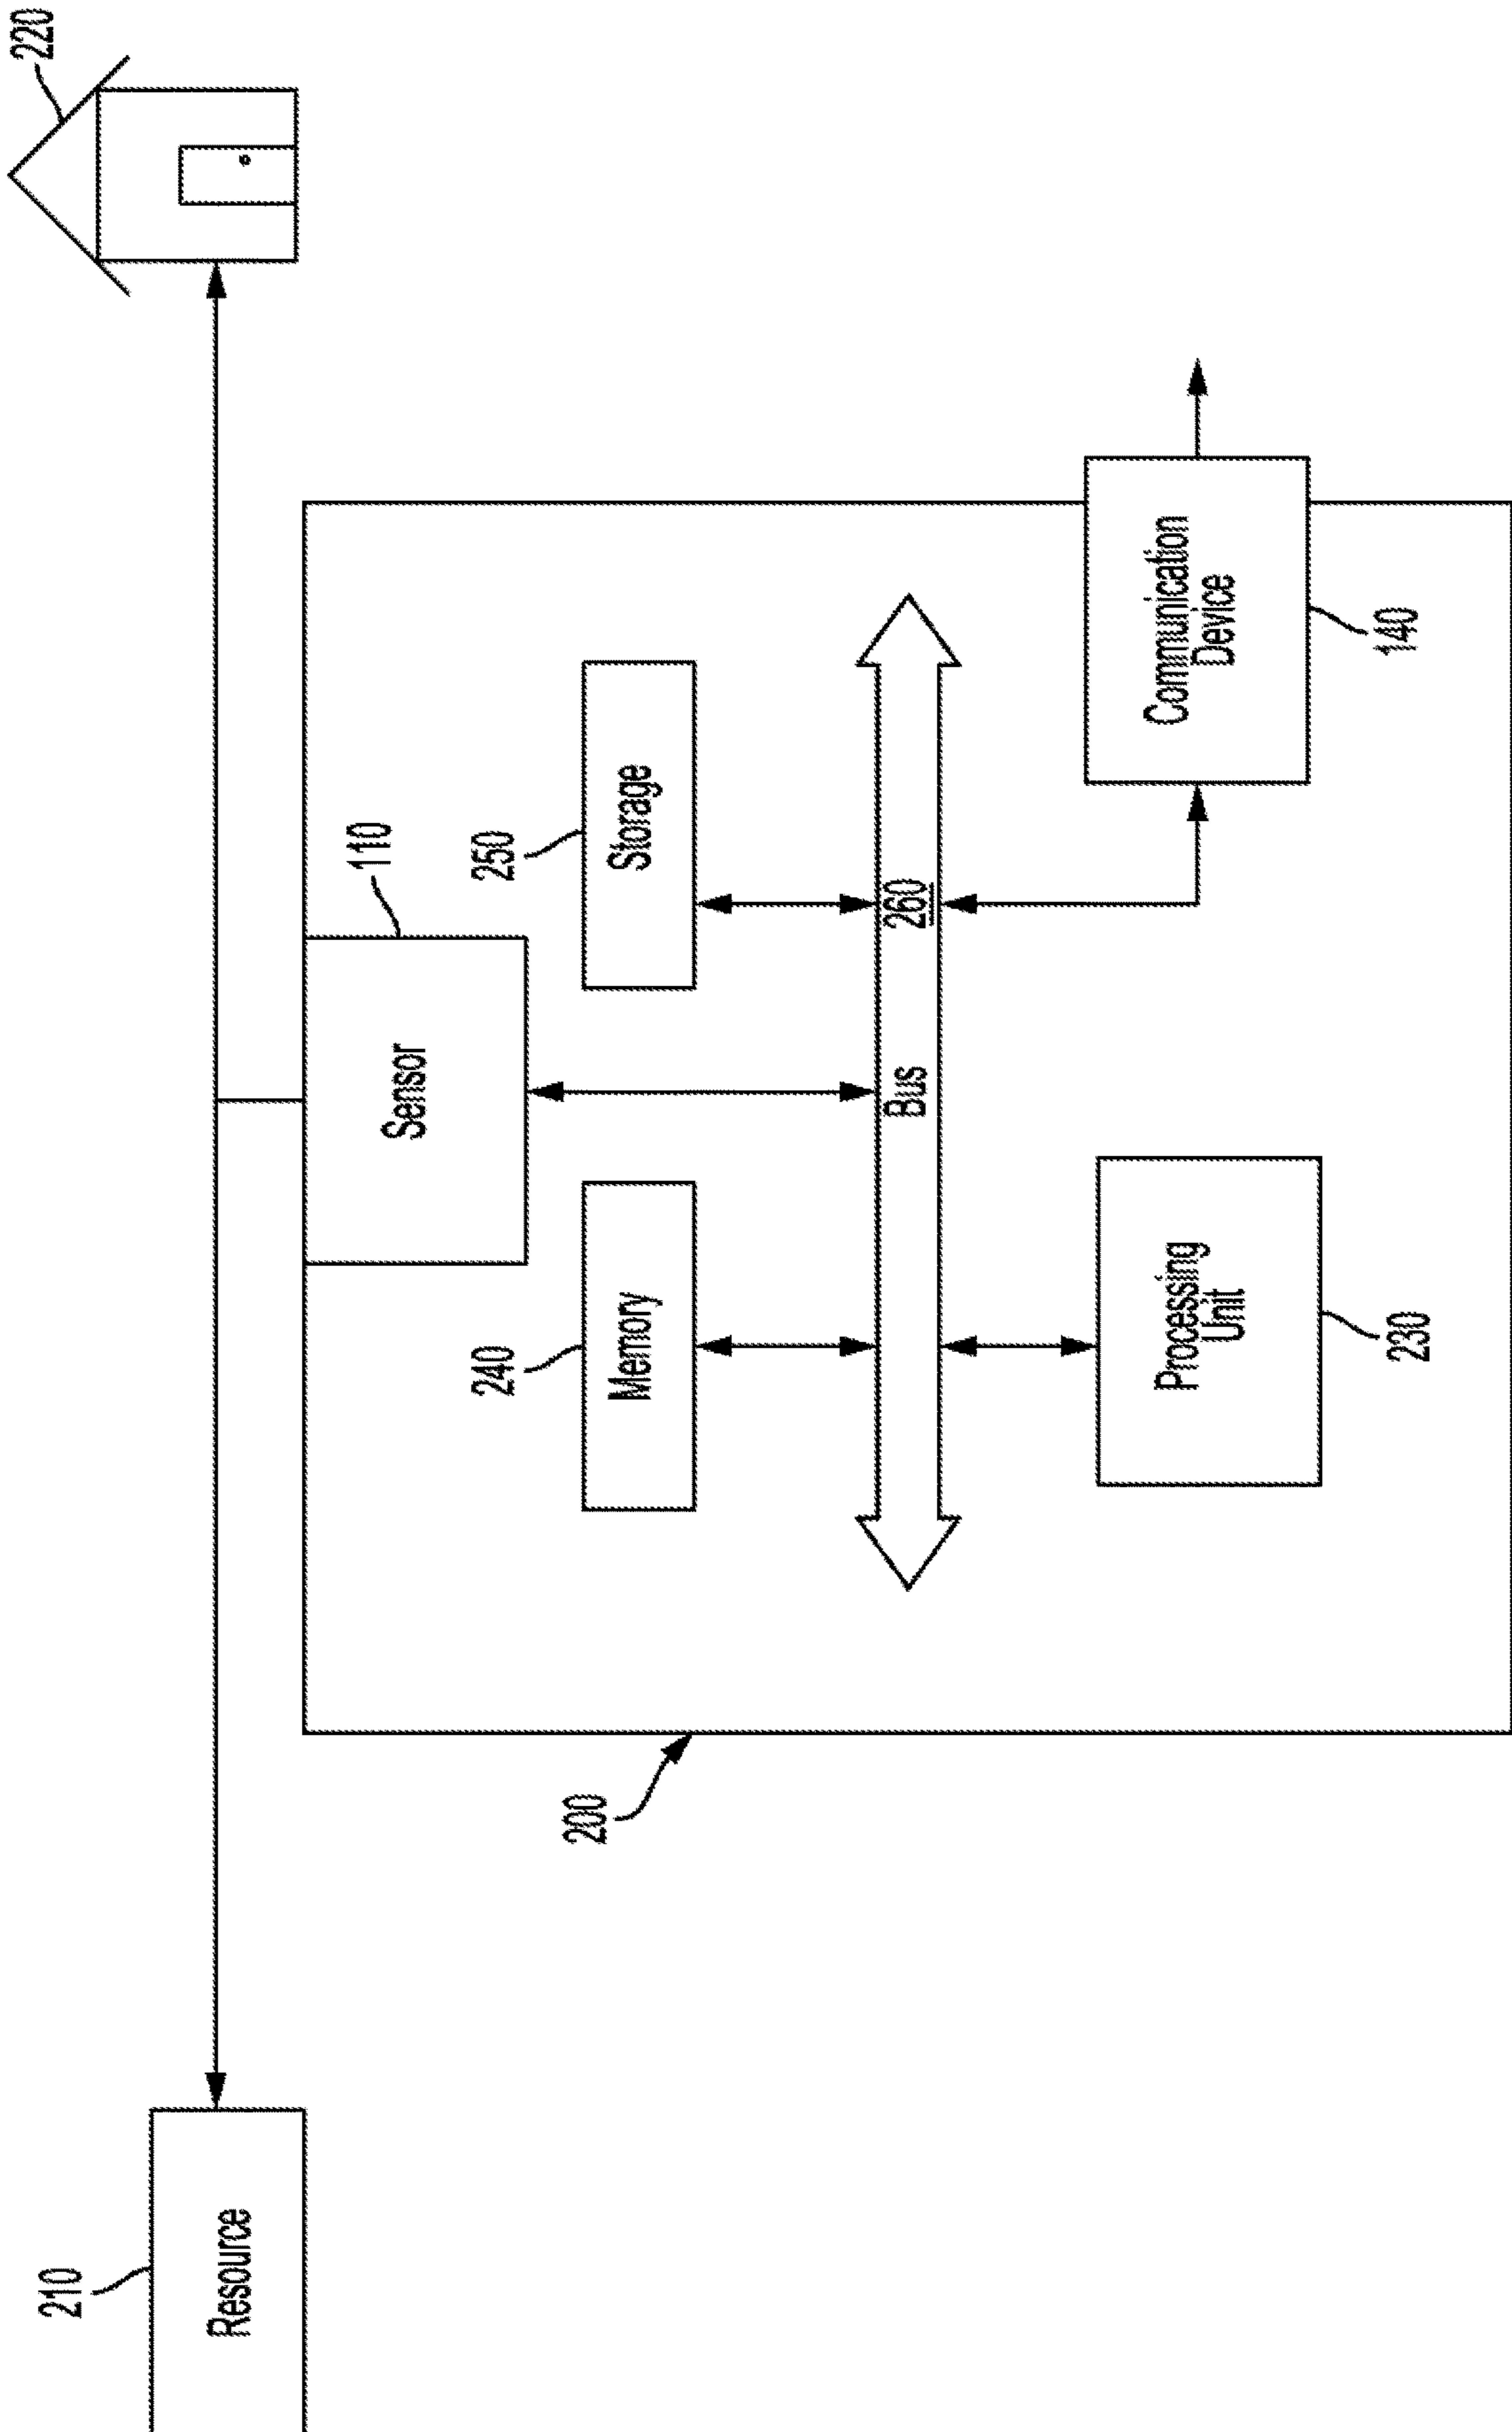 220
210
Resource
110
Sensor
240
Memory
250
Storage
200
Bus
260
Processing
Unit
230
Communication
Device
140